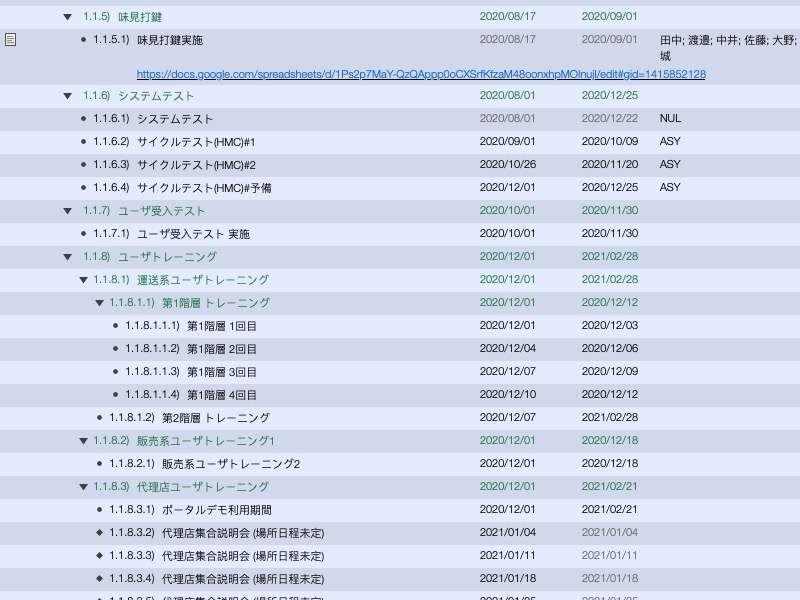 1.1.5) 味見打鍵 2020/08/17 2020/09/01
1.1.5.1) 味見打鍵実施 2020/08/17 2020/09/01 田中; 渡邉; 中井; 佐藤; 大野;
城
https://docs.google.com/spreadsheets/d/1Ps2p7MaY-QzQAppp0oCXSrfKfzaM48oonxhpMOlnujI/edit#gid=1415852128
1.1.6) システムテスト 2020/08/01 2020/12/25
1.1.6.1) システムテスト 2020/08/01 2020/12/22 NUL
1.1.6.2) サイクルテスト(HMC)#1 2020/09/01 2020/10/09 ASY
1.1.6.3) サイクルテスト(HMC)#2 2020/10/26 2020/11/20 ASY
1.1.6.4) サイクルテスト(HMC)#予備 2020/12/01 2020/12/25 ASY
1.1.7) ユーザ受入テスト 2020/10/01 2020/11/30
1.1.7.1) ユーザ受入テスト 実施 2020/10/01 2020/11/30
1.1.8) ユーザトレーニング 2020/12/01 2021/02/28
1.1.8.1) 運送系ユーザトレーニング 2020/12/01 2021/02/28
1.1.8.1.1) 第1階層 トレーニング 2020/12/01 2020/12/12
1.1.8.1.1.1) 第1階層 1回目 2020/12/01 2020/12/03
1.1.8.1.1.2) 第1階層 2回目 2020/12/04 2020/12/06
1.1.8.1.1.3) 第1階層 3回目 2020/12/07 2020/12/09
1.1.8.1.1.4) 第1階層 4回目 2020/12/10 2020/12/12
1.1.8.1.2) 第2階層 トレーニング 2020/12/07 2021/02/28
1.1.8.2) 販売系ユーザトレーニング1 2020/12/01 2020/12/18
1.1.8.2.1) 販売系ユーザトレーニング2 2020/12/01 2020/12/18
1.1.8.3) 代理店ユーザトレーニング 2020/12/01 2021/02/21
1.1.8.3.1) ポータルデモ利用期間 2020/12/01 2021/02/21
1.1.8.3.2) 代理店集合説明会 (場所日程未定) 2021/01/04 2021/01/04
1.1.8.3.3) 代理店集合説明会 (場所日程未定) 2021/01/11 2021/01/11
1.1.8.3.4) 代理店集合説明会 (場所日程未定) 2021/01/18 2021/01/18